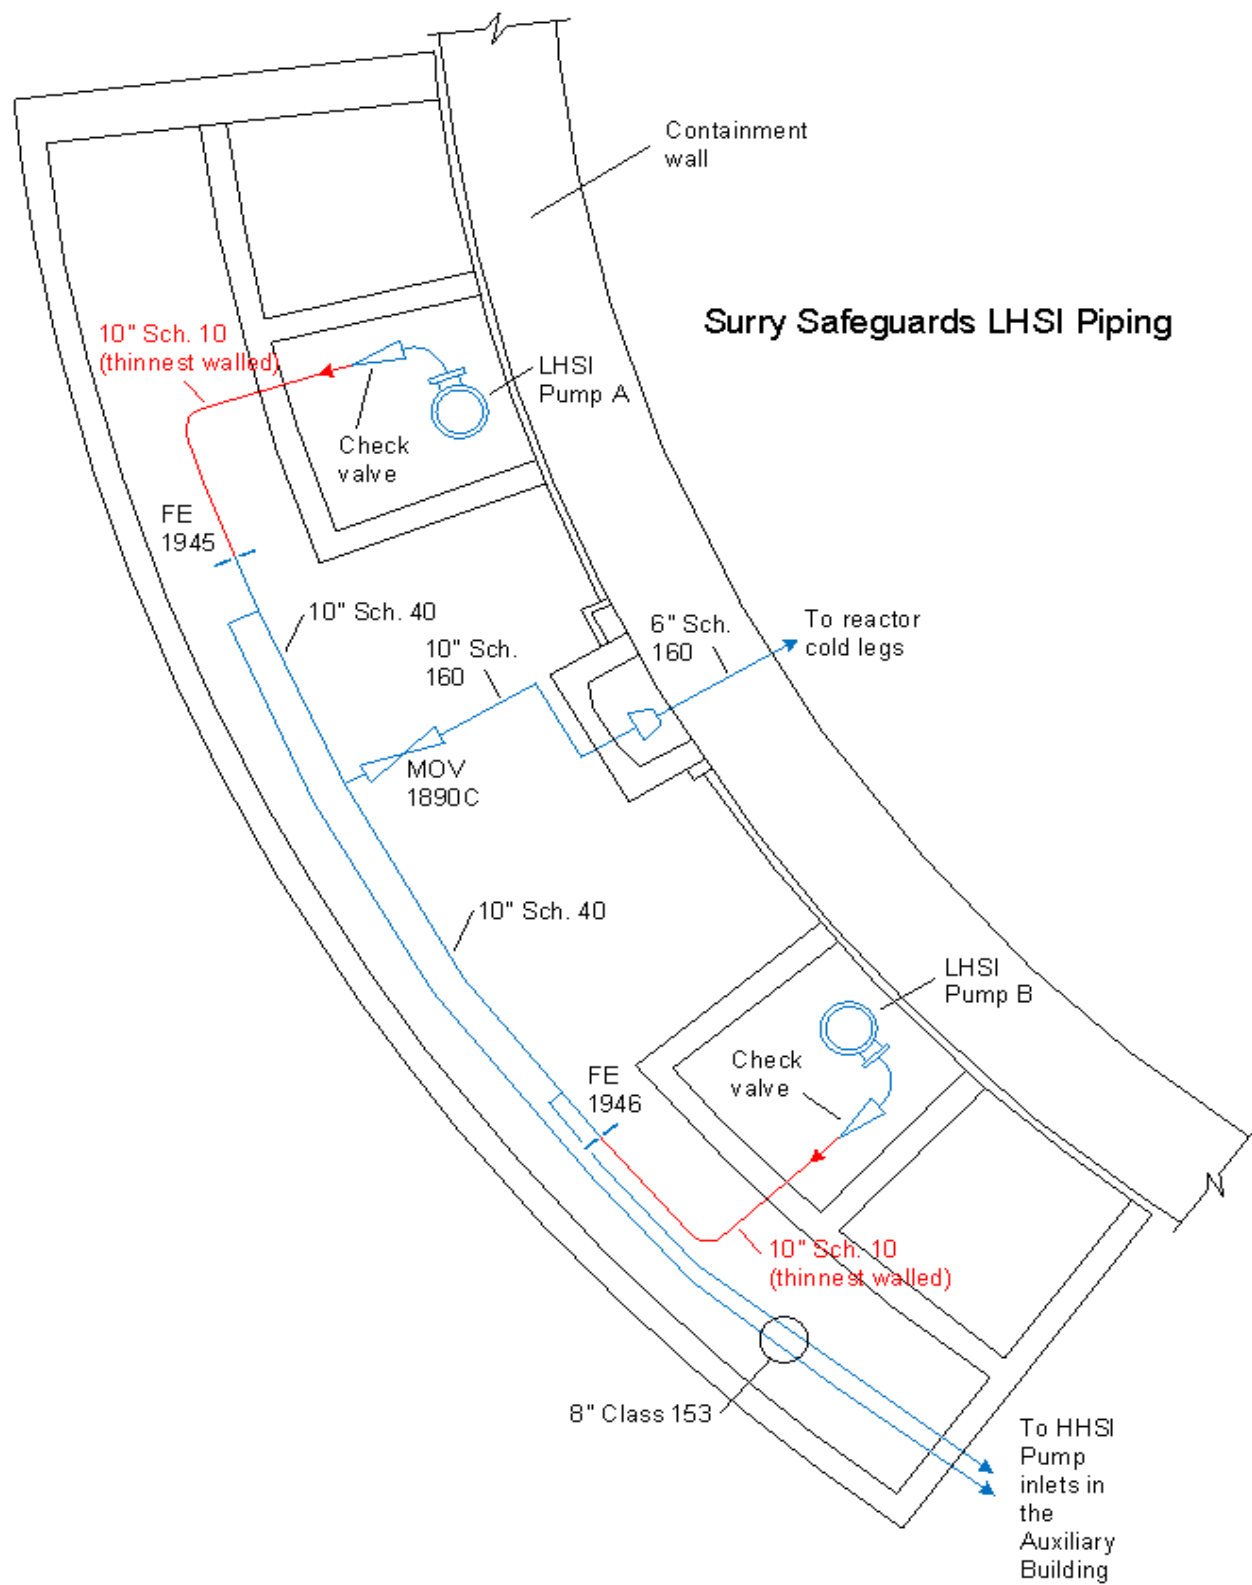 Containment
wall
Surry Safeguards LHSI Piping
10" Sch. 10
(thinnest walled)
LHSI
Pump A
Check
valve
FE
1945
10" Sch. 40
10" Sch.
160
6" Sch.
160
To reactor
cold legs
MOV
1890C
10" Sch. 40
LHSI
Pump B
Check
valve
FE
1946
10" Sch. 10
(thinnest walled)
8" Class 153
To HHSI
Pump
inlets in
the
Auxiliary
Building